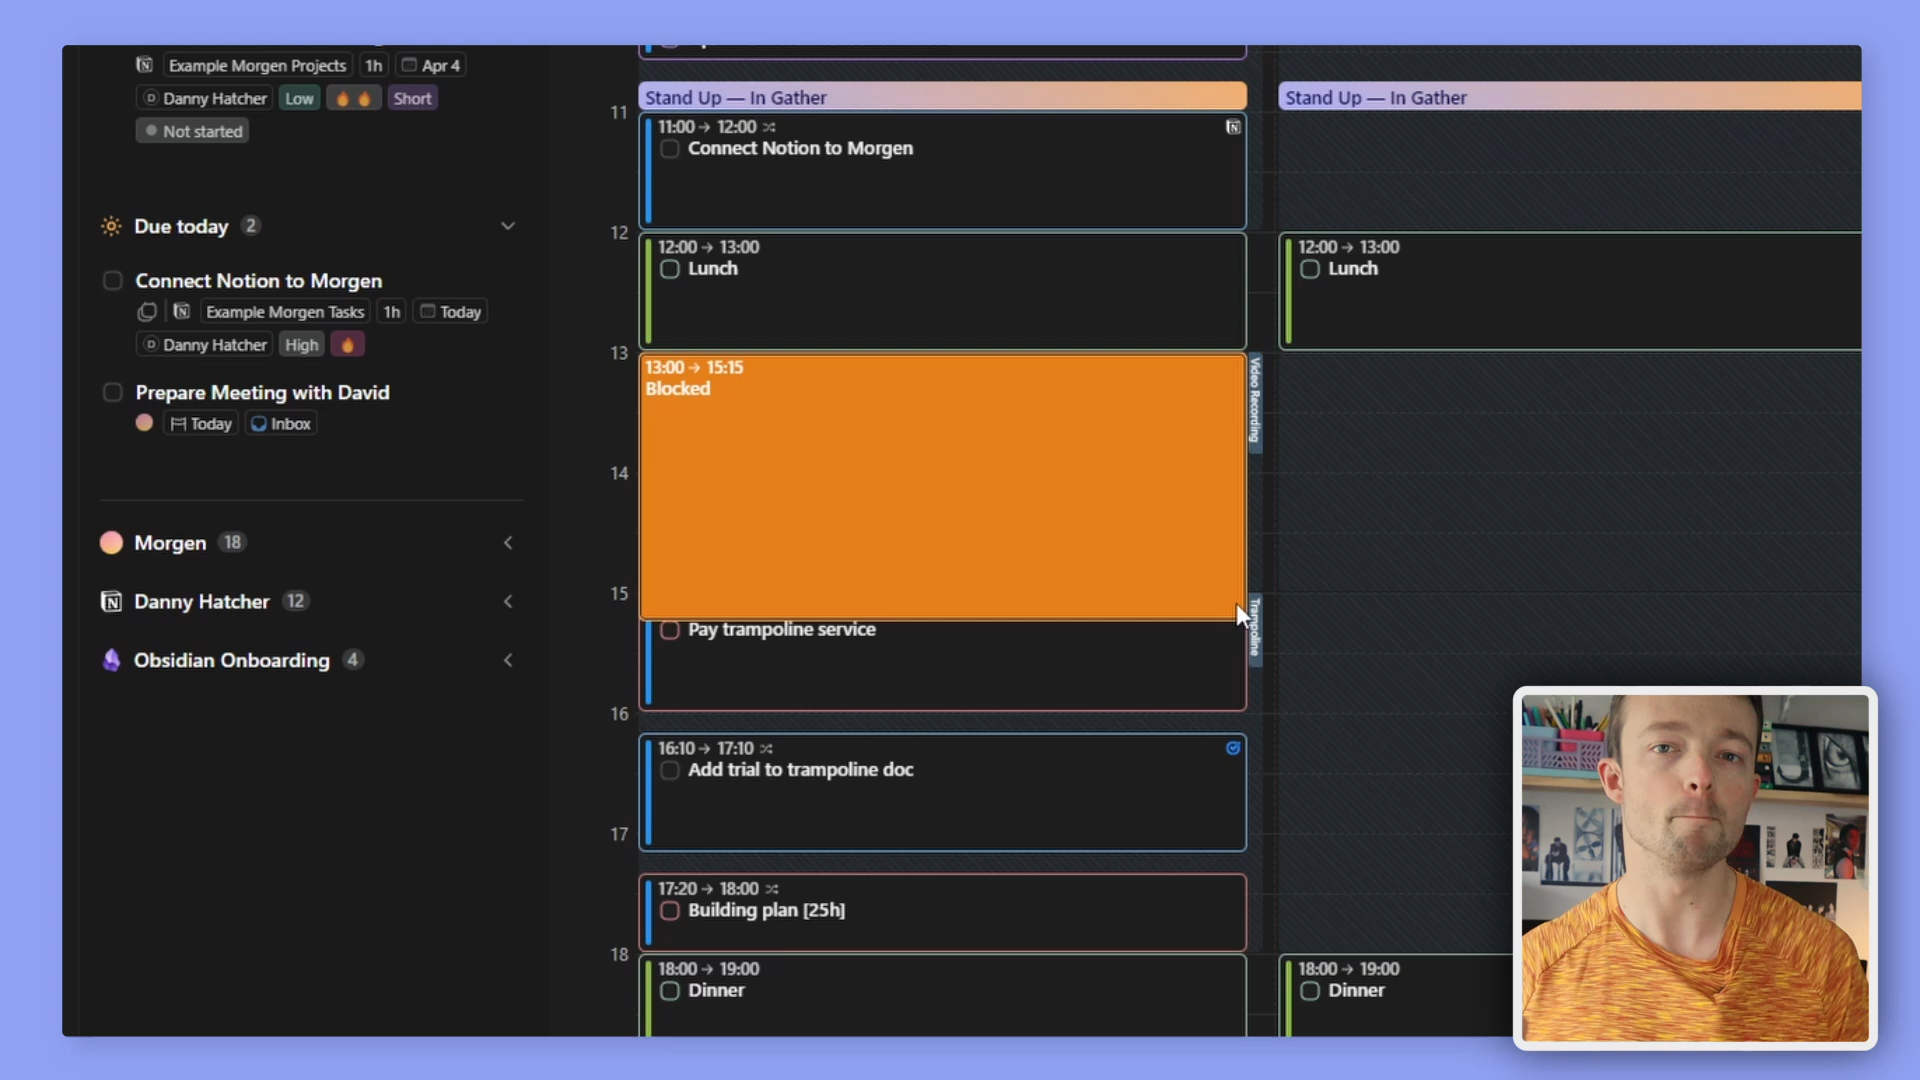 Example Morgen Projects 1h Apr 4
D Danny Hatcher Low Short
Not started
Due today 2
Connect Notion to Morgen
Example Morgen Tasks 1h Today
D Danny Hatcher High
Prepare Meeting with David
Today Inbox
Morgen 18
Danny Hatcher 12
Obsidian Onboarding 4
11
12
13
14
15
16
17
18
Stand Up — In Gather
11:00 → 12:00
Connect Notion to Morgen
12:00 → 13:00
Lunch
13:00 → 15:15
Blocked
Video Recording
Trampoline
Pay trampoline service
16:10 → 17:10
Add trial to trampoline doc
17:20 → 18:00
Building plan [25h]
18:00 → 19:00
Dinner
Stand Up — In Gather
12:00 → 13:00
Lunch
18:00 → 19:00
Dinner